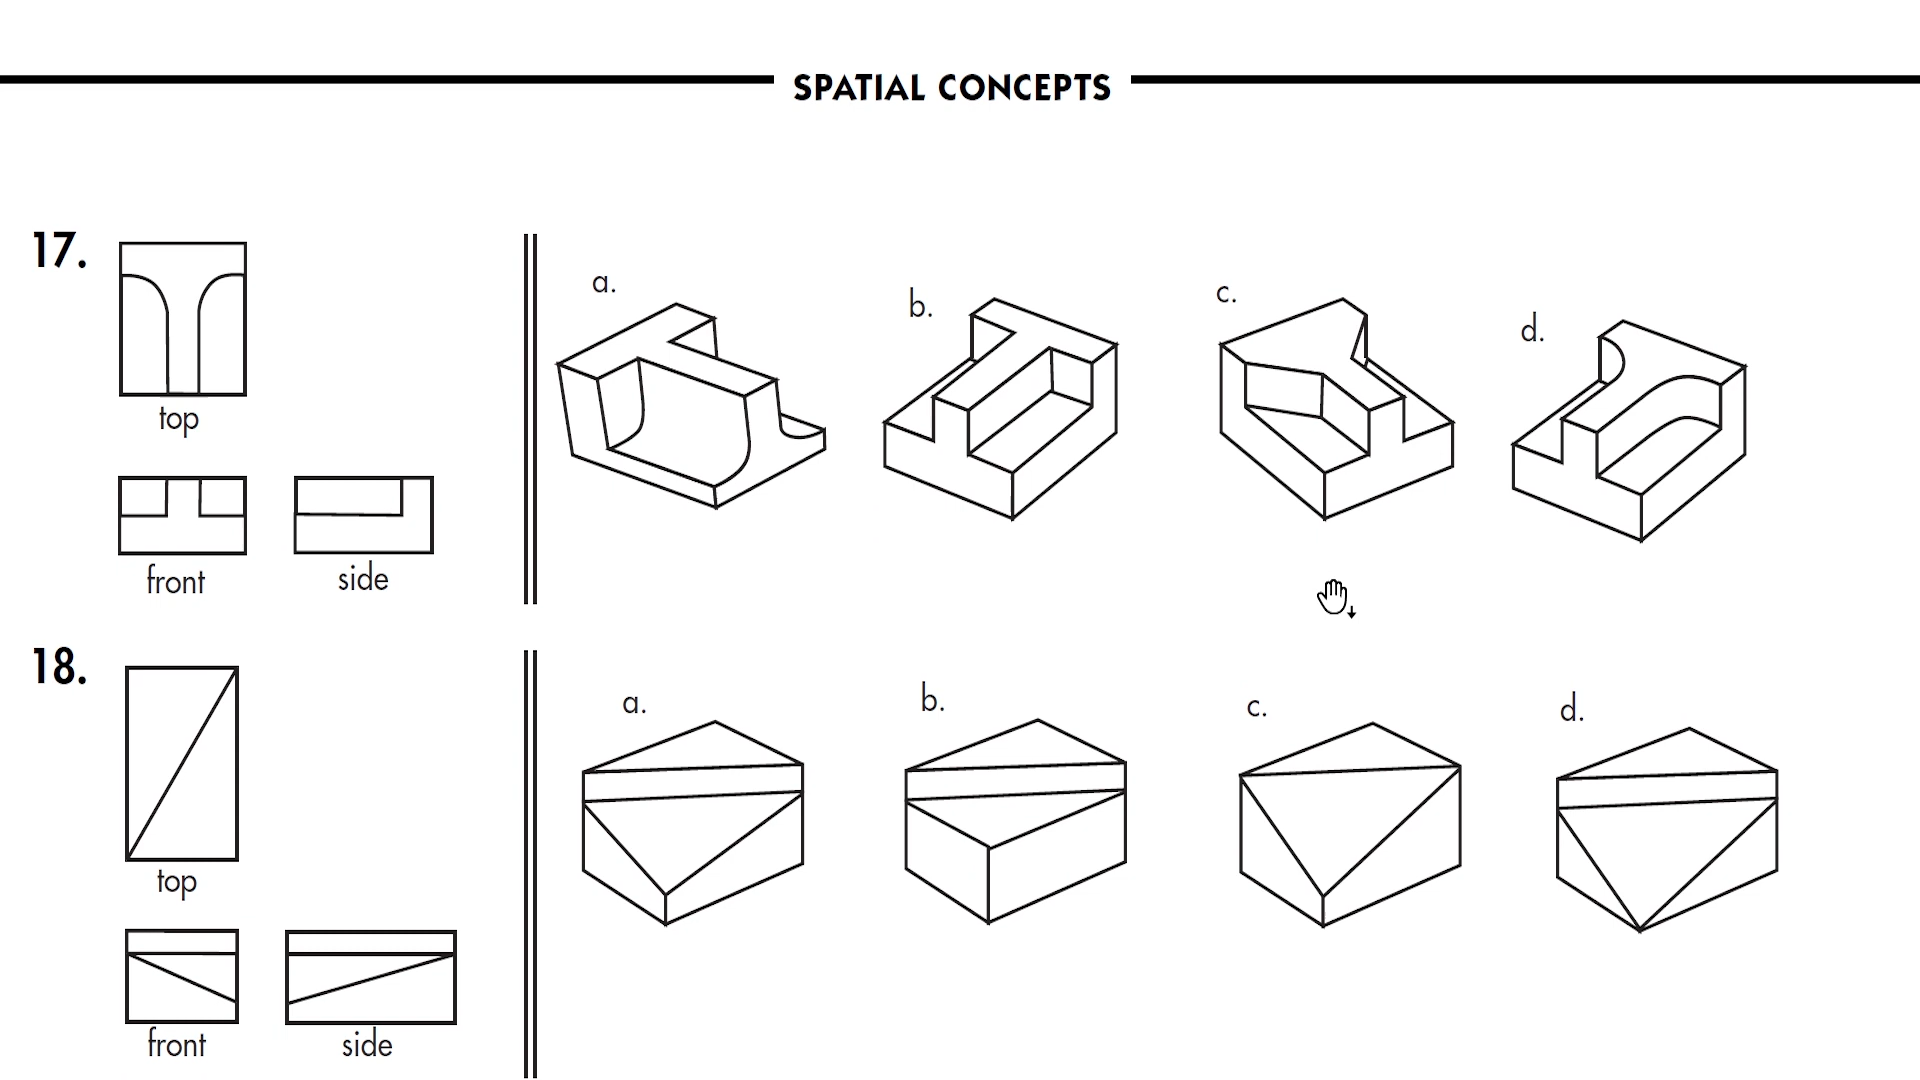 SPATIAL CONCEPTS
17.
top
front
side
a.
b.
c.
d.
18.
top
front
side
a.
b.
c.
d.